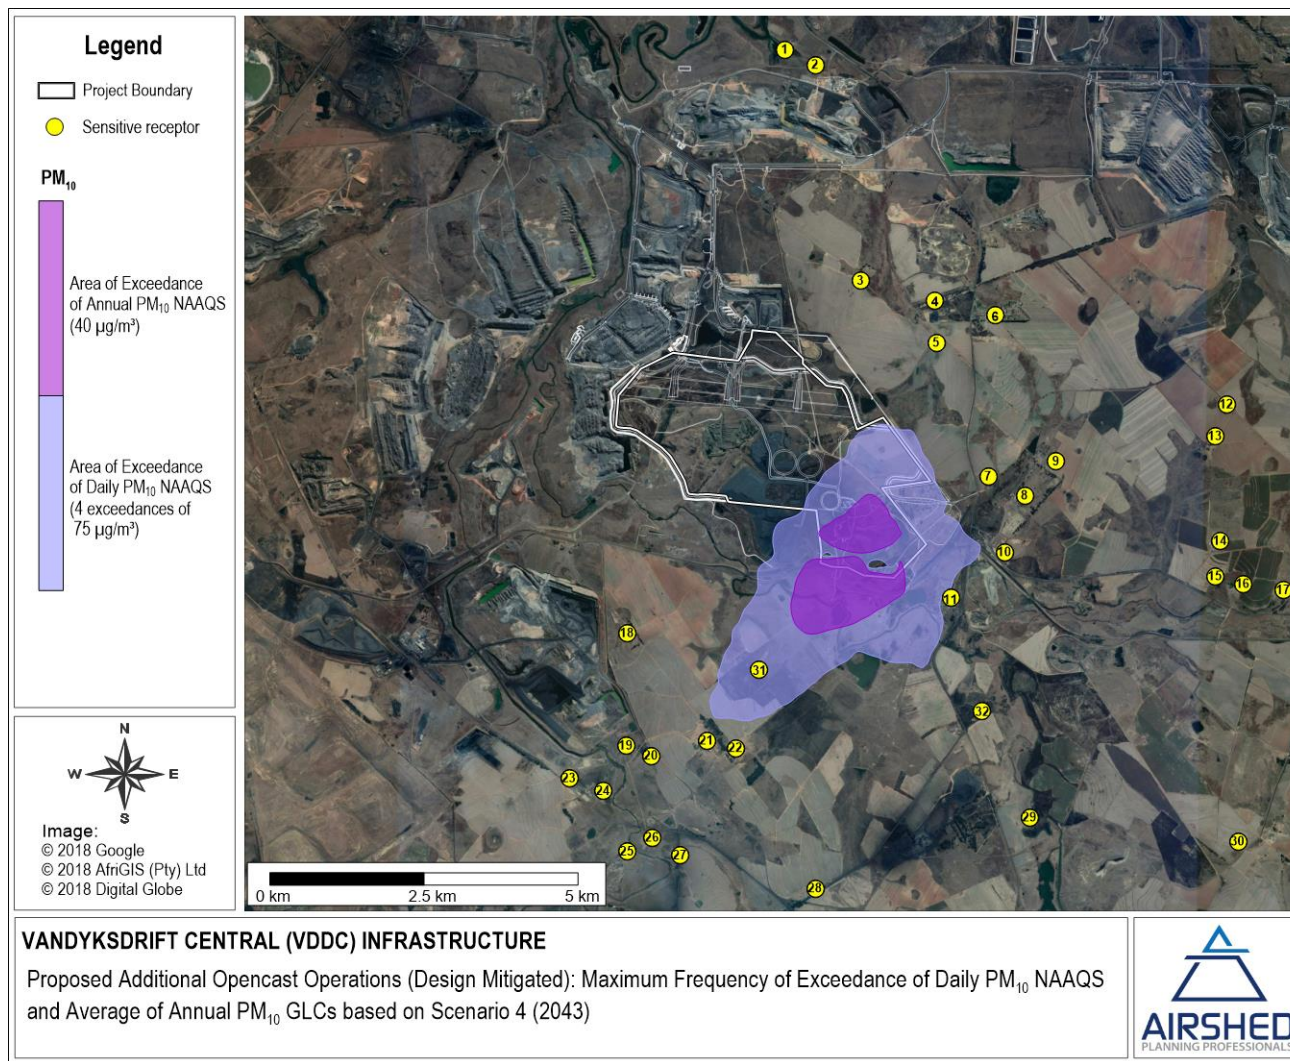 Legend
Project Boundary
Sensitive receptor
PM₁₀
Area of Exceedance
of Annual PM₁₀ NAAQS
(40 µg/m³)
Area of Exceedance
of Daily PM₁₀ NAAQS
(4 exceedances of
75 µg/m³)
N
W E
S
Image:
© 2018 Google
© 2018 AfriGIS (Pty) Ltd
© 2018 Digital Globe
1
2
3
4
6
5
12
13
9
7
8
14
10
15
16
17
11
18
31
32
21
22
19
20
23
24
29
26
30
25
27
28
0 km 2.5 km 5 km
VANDYKSDRIFT CENTRAL (VDDC) INFRASTRUCTURE
Proposed Additional Opencast Operations (Design Mitigated): Maximum Frequency of Exceedance of Daily PM₁₀ NAAQS
and Average of Annual PM₁₀ GLCs based on Scenario 4 (2043)
AIRSHED
PLANNING PROFESSIONALS